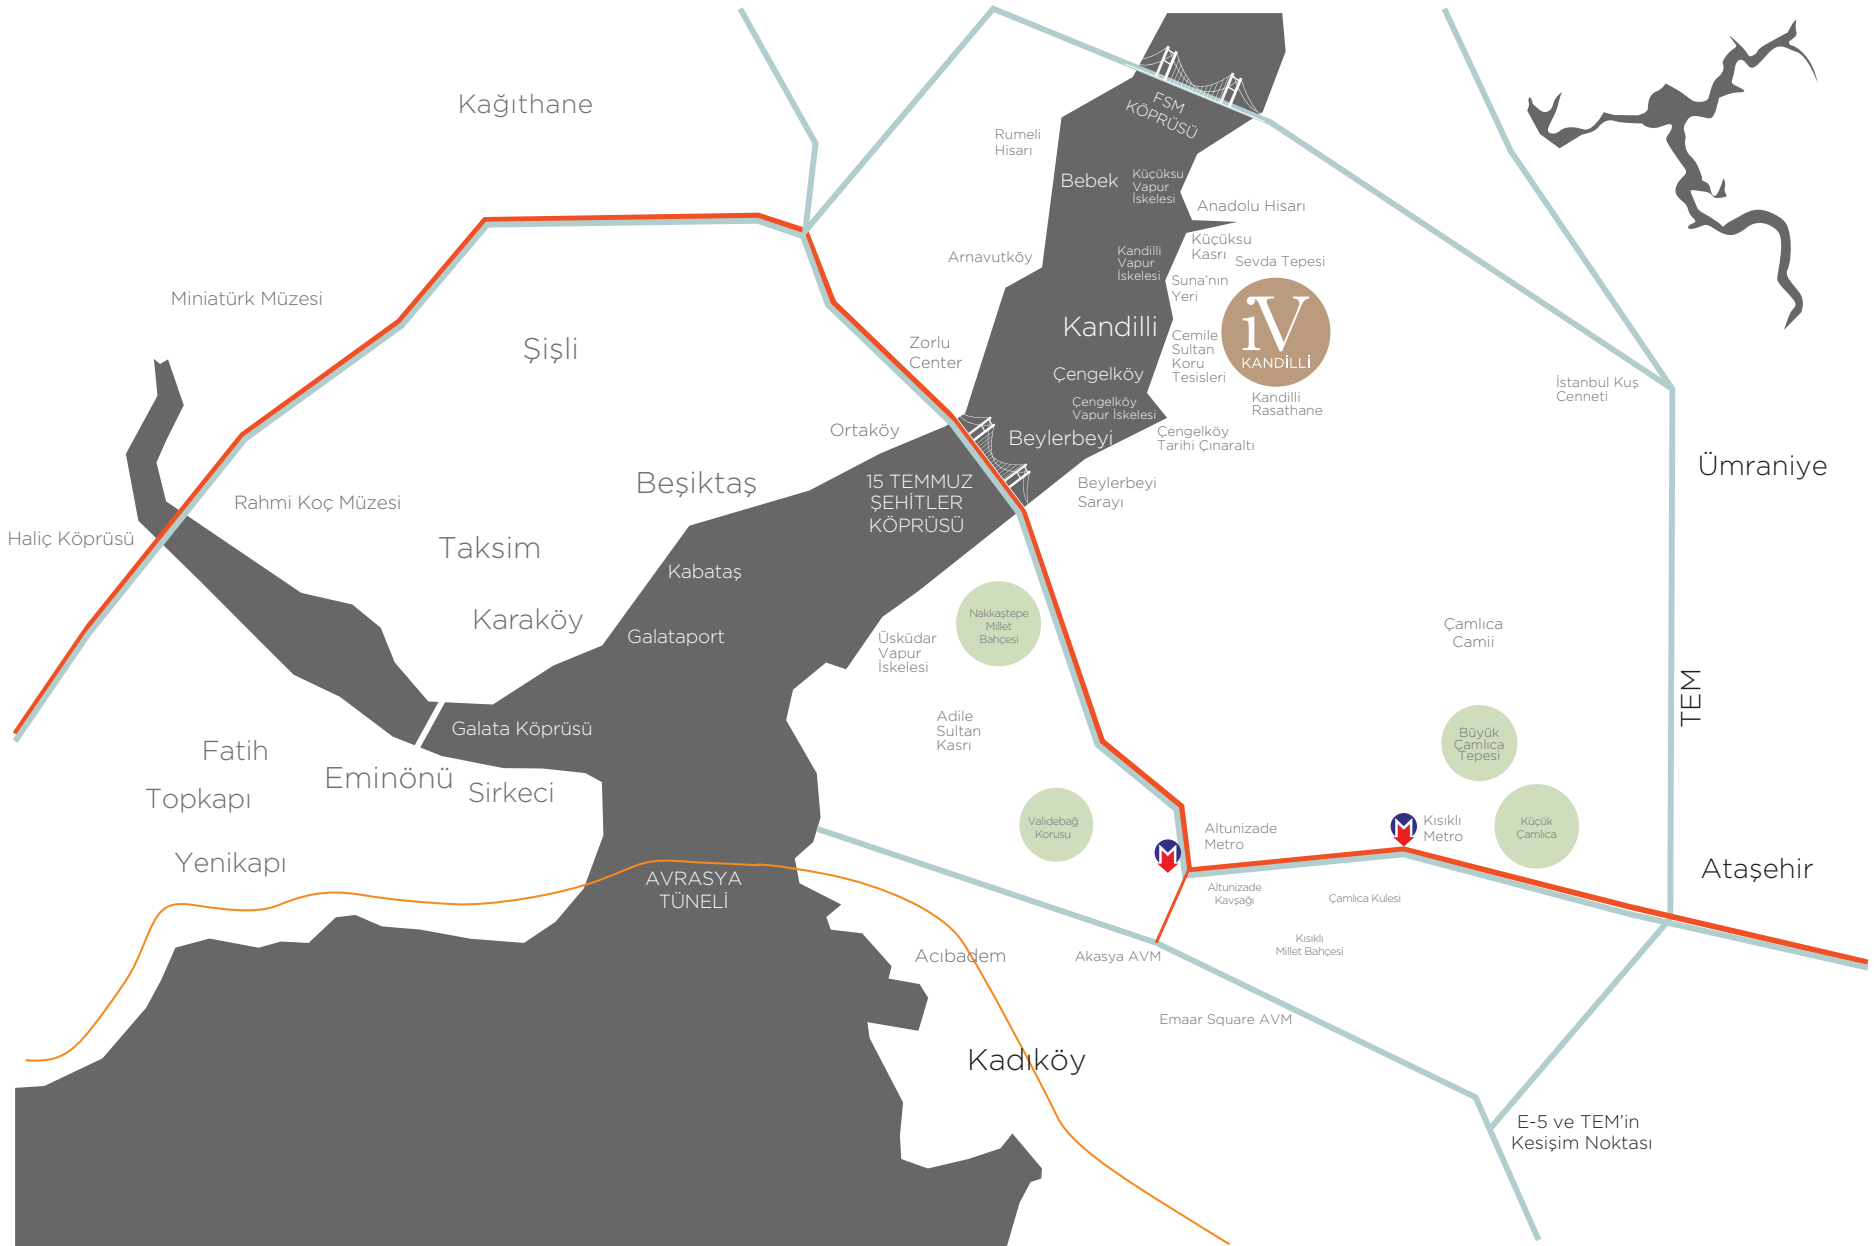 Kağıthane
FSM
KÖPRÜSÜ
Rumeli
Hisarı
Bebek
Küçüksu
Vapur
İskelesi
Anadolu Hisarı
Küçüksu
Kasrı
Sevda Tepesi
Arnavutköy
Kandilli
Vapur
İskelesi
Suna'nın
Yeri
Miniatürk Müzesi
Şişli
Zorlu
Center
Kandilli
Cemile
Sultan
Koru
Tesisleri
iV
KANDİLLİ
Çengelköy
Kandilli
Rasathane
İstanbul Kuş
Cenneti
Çengelköy
Vapur İskelesi
Ortaköy
Beylerbeyi
Çengelköy
Tarihi Çınaraltı
Ümraniye
Beşiktaş
15 TEMMUZ
ŞEHİTLER
KÖPRÜSÜ
Beylerbeyi
Sarayı
Rahmi Koç Müzesi
Haliç Köprüsü
Taksim
Kabataş
Karaköy
Galataport
Nakkaştepe
Millet
Bahçesi
Üsküdar
Vapur
İskelesi
Çamlıca
Camii
TEM
Galata Köprüsü
Adile
Sultan
Kasrı
Büyük
Çamlıca
Tepesi
Fatih
Eminönü
Sirkeci
Topkapı
Yenikapı
Validebağ
Korusu
M
Altunizade
Metro
M
Kısıklı
Metro
Küçük
Çamlıca
Ataşehir
AVRASYA
TÜNELİ
Altunizade
Kavşağı
Çamlıca Kulesi
Acıbadem
Akasya AVM
Kısıklı
Millet Bahçesi
Emaar Square AVM
Kadıköy
E-5 ve TEM'in
Kesişim Noktası